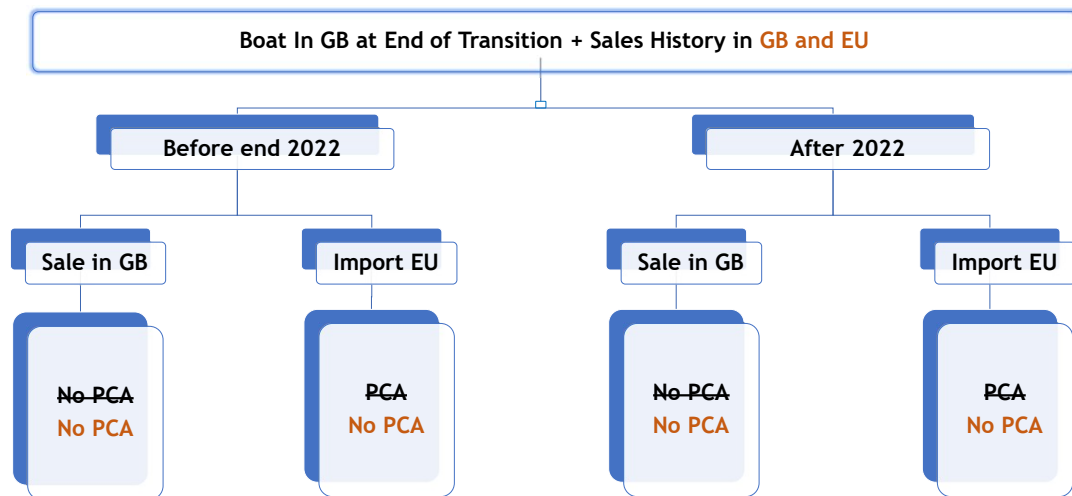 Boat In GB at End of Transition + Sales History in GB and EU
Before end 2022
After 2022
Sale in GB
Import EU
Sale in GB
Import EU
No PCA
No PCA
PCA
No PCA
No PCA
No PCA
PCA
No PCA